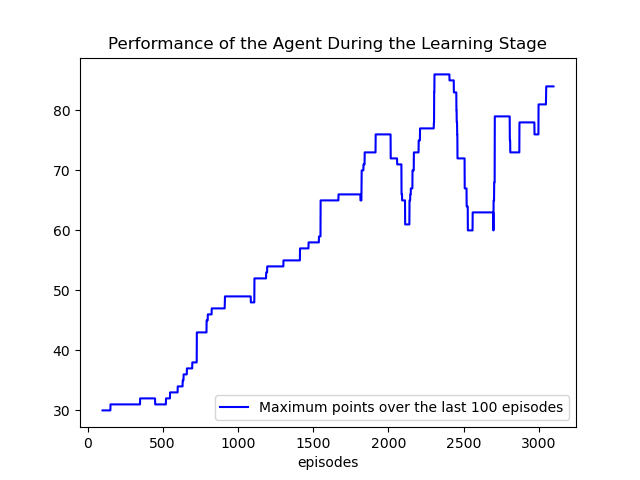 Performance of the Agent During the Learning Stage
80
70
60
50
40
30
Maximum points over the last 100 episodes
0 500 1000 1500 2000 2500 3000
episodes